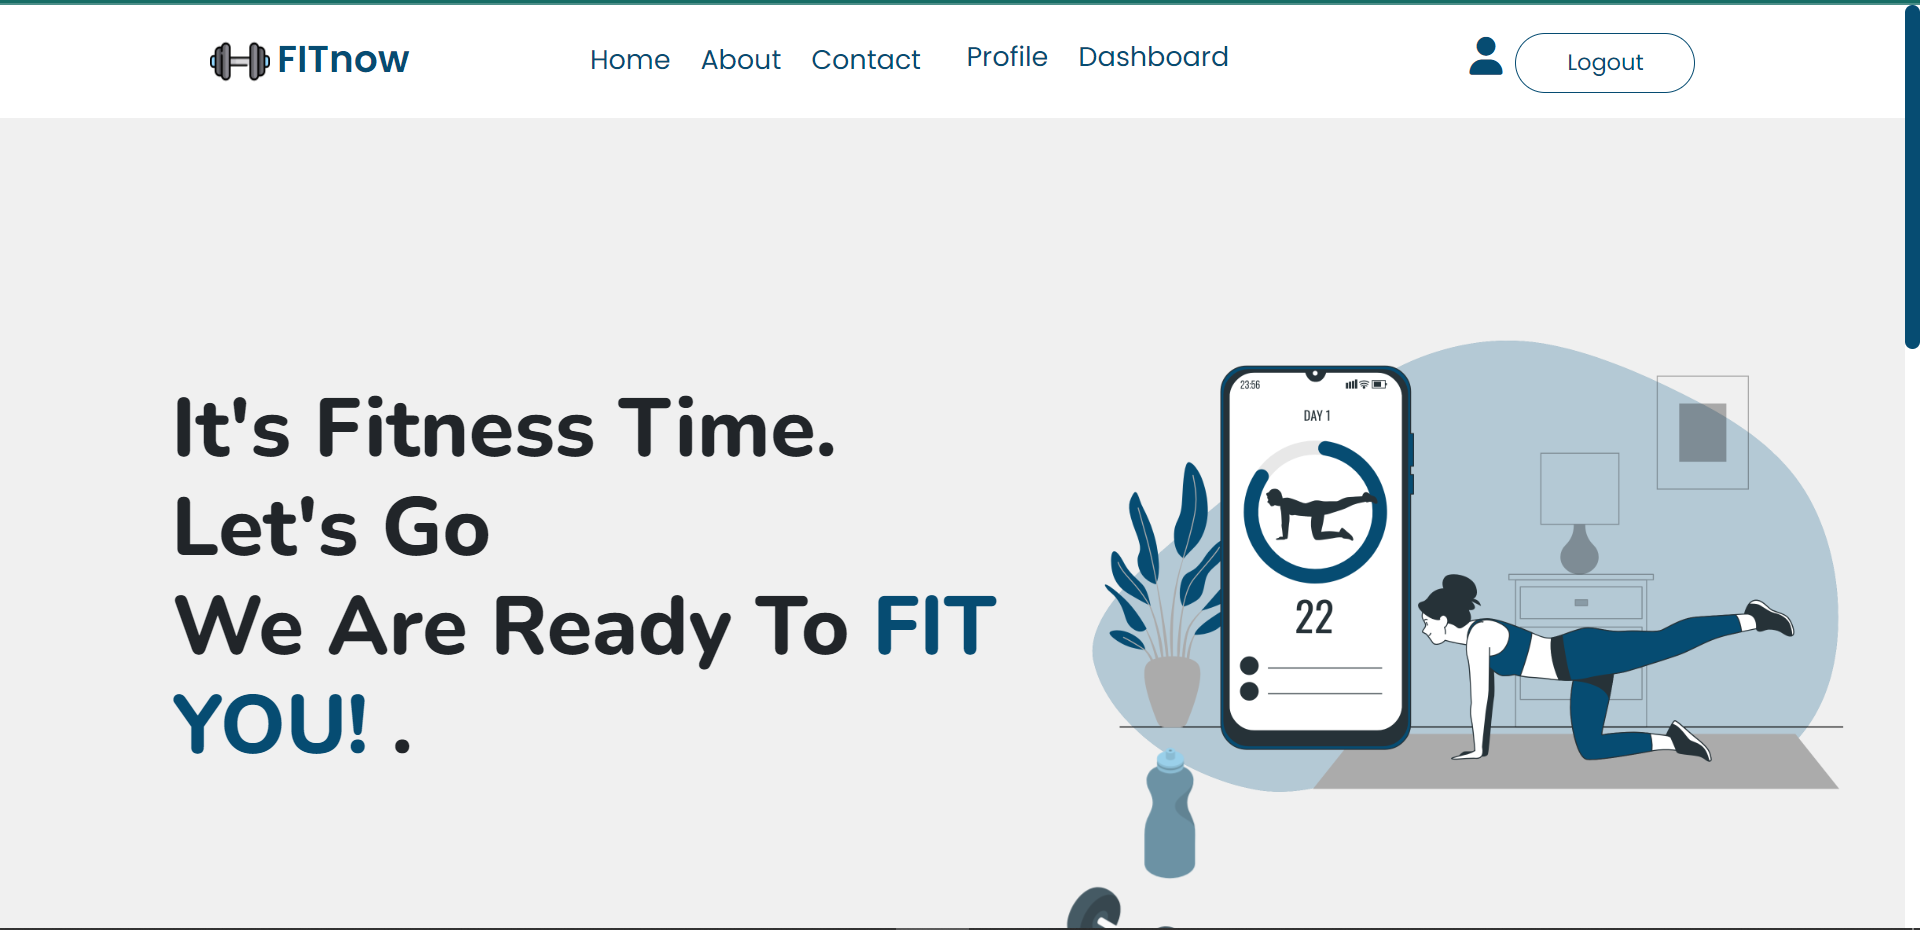 FITnow
Home About Contact Profile Dashboard
Logout
It's Fitness Time.
Let's Go
We Are Ready To FIT
YOU! .
23:56
DAY 1
22